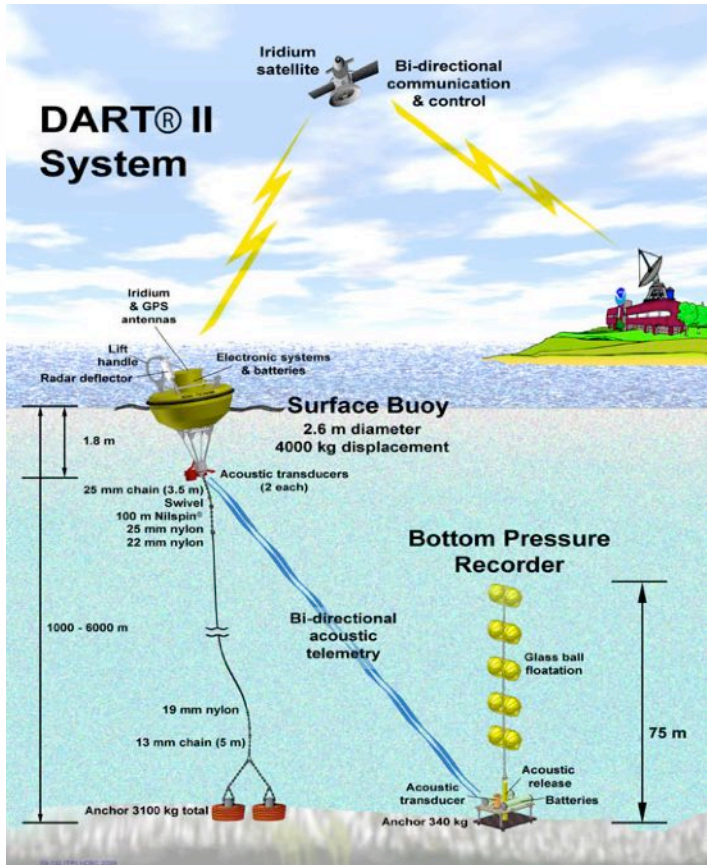 Iridium
satellite
Bi-directional
communication
& control
DART® II
System
Iridium
& GPS
antennas
Lift
handle
Radar deflector
Electronic systems
& batteries
Surface Buoy
2.6 m diameter
4000 kg displacement
1.8 m
Acoustic transducers
(2 each)
25 mm chain (3.5 m)
Swivel
100 m Nilspin®
25 mm nylon
22 mm nylon
Bottom Pressure
Recorder
Bi-directional
acoustic
telemetry
1000 - 6000 m
Glass ball
floatation
75 m
19 mm nylon
13 mm chain (5 m)
Acoustic
release
Acoustic
transducer
Batteries
Anchor 3100 kg total
Anchor 340 kg